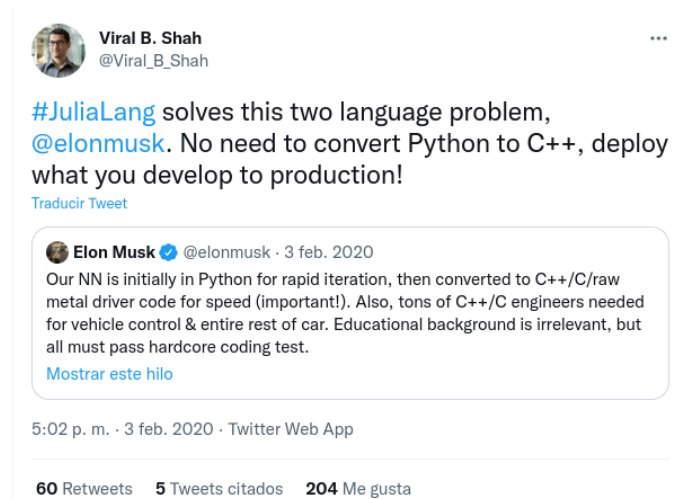 Viral B. Shah
@Viral_B_Shah
#JuliaLang solves this two language problem,
@elonmusk. No need to convert Python to C++, deploy
what you develop to production!
Traducir Tweet
Elon Musk @elonmusk · 3 feb. 2020
Our NN is initially in Python for rapid iteration, then converted to C++/C/raw
metal driver code for speed (important!). Also, tons of C++/C engineers needed
for vehicle control & entire rest of car. Educational background is irrelevant, but
all must pass hardcore coding test.
Mostrar este hilo
5:02 p. m. · 3 feb. 2020 · Twitter Web App
60 Retweets 5 Tweets citados 204 Me gusta